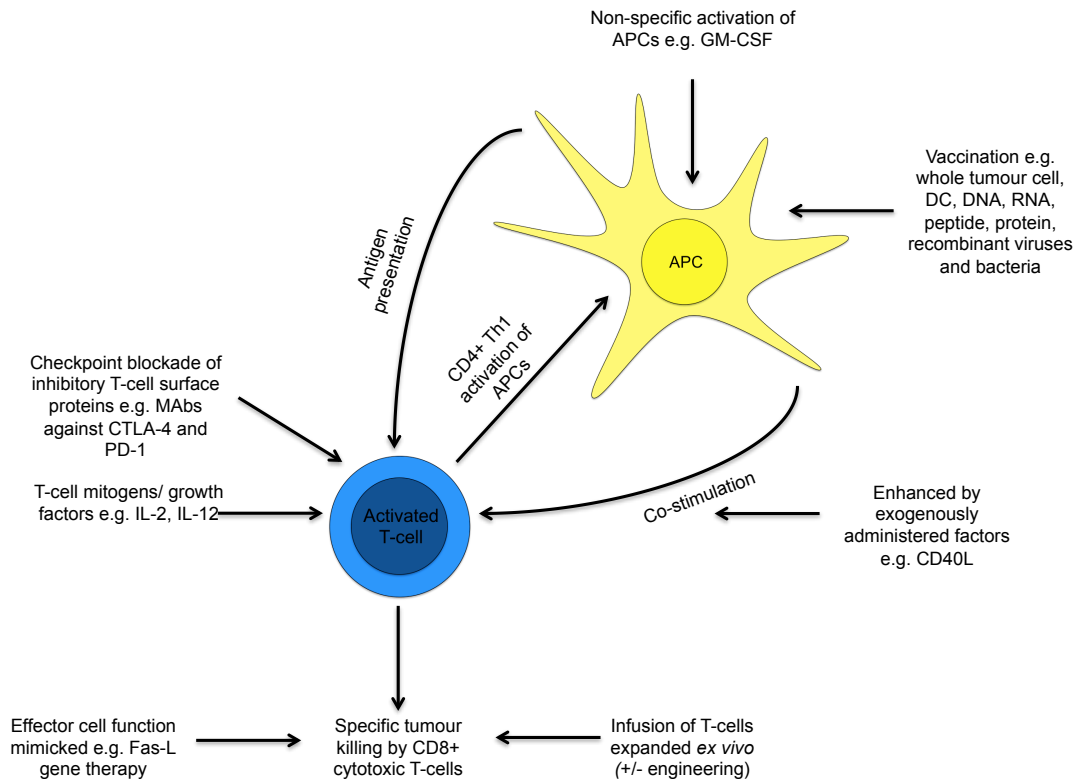 Non-specific activation of
APCs e.g. GM-CSF
Vaccination e.g.
whole tumour cell,
DC, DNA, RNA,
peptide, protein,
recombinant viruses
and bacteria
APC
Antigen
presentation
CD4+ Th1
activation of
APCs
Checkpoint blockade of
inhibitory T-cell surface
proteins e.g. MAbs
against CTLA-4 and
PD-1
T-cell mitogens/ growth
factors e.g. IL-2, IL-12
Activated
T-cell
Co-stimulation
Enhanced by
exogenously
administered factors
e.g. CD40L
Effector cell function
mimicked e.g. Fas-L
gene therapy
Specific tumour
killing by CD8+
cytotoxic T-cells
Infusion of T-cells
expanded ex vivo
(+/- engineering)